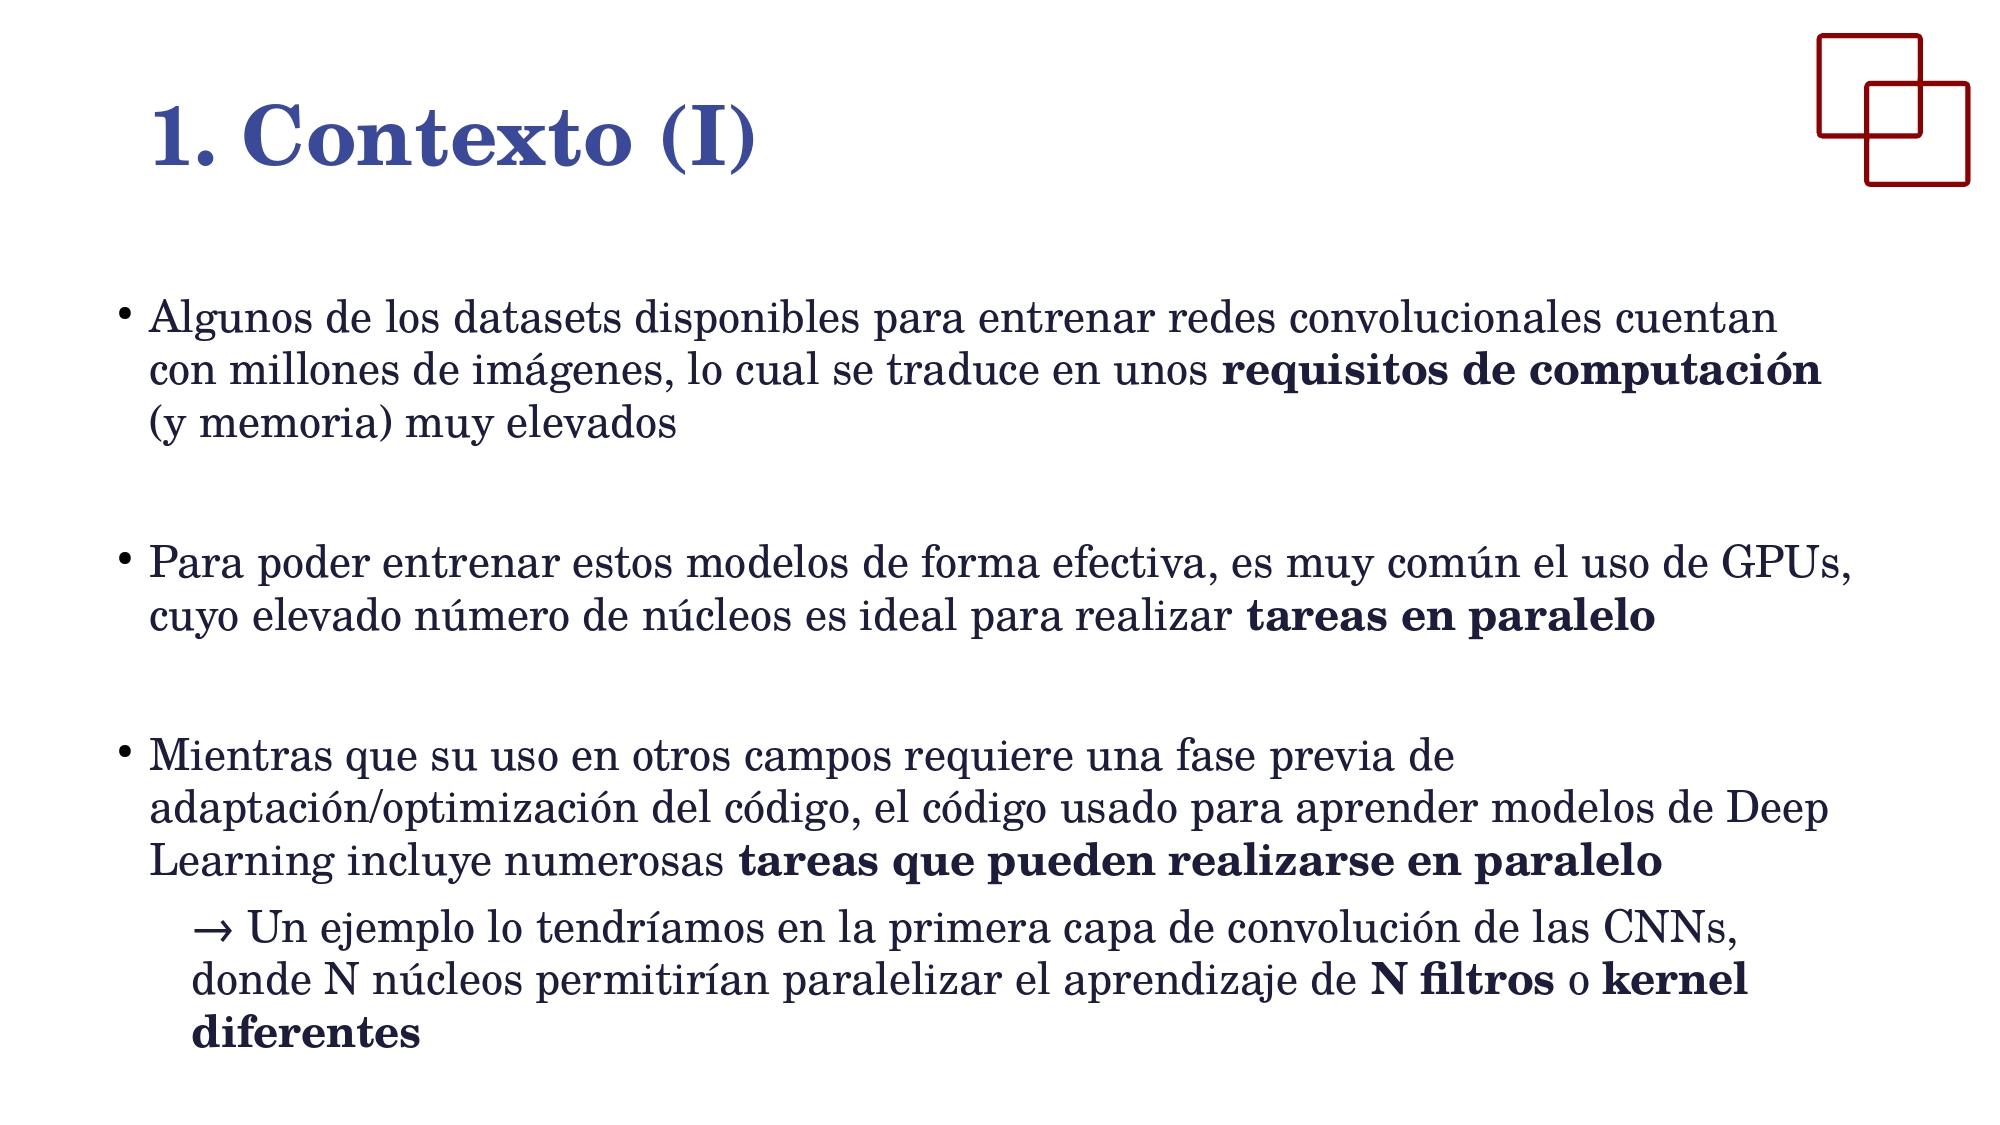 1. Contexto (I)
• Algunos de los datasets disponibles para entrenar redes convolucionales cuentan
con millones de imágenes, lo cual se traduce en unos requisitos de computación
(y memoria) muy elevados
• Para poder entrenar estos modelos de forma efectiva, es muy común el uso de GPUs,
cuyo elevado número de núcleos es ideal para realizar tareas en paralelo
• Mientras que su uso en otros campos requiere una fase previa de
adaptación/optimización del código, el código usado para aprender modelos de Deep
Learning incluye numerosas tareas que pueden realizarse en paralelo
→ Un ejemplo lo tendríamos en la primera capa de convolución de las CNNs,
donde N núcleos permitirían paralelizar el aprendizaje de N filtros o kernel
diferentes